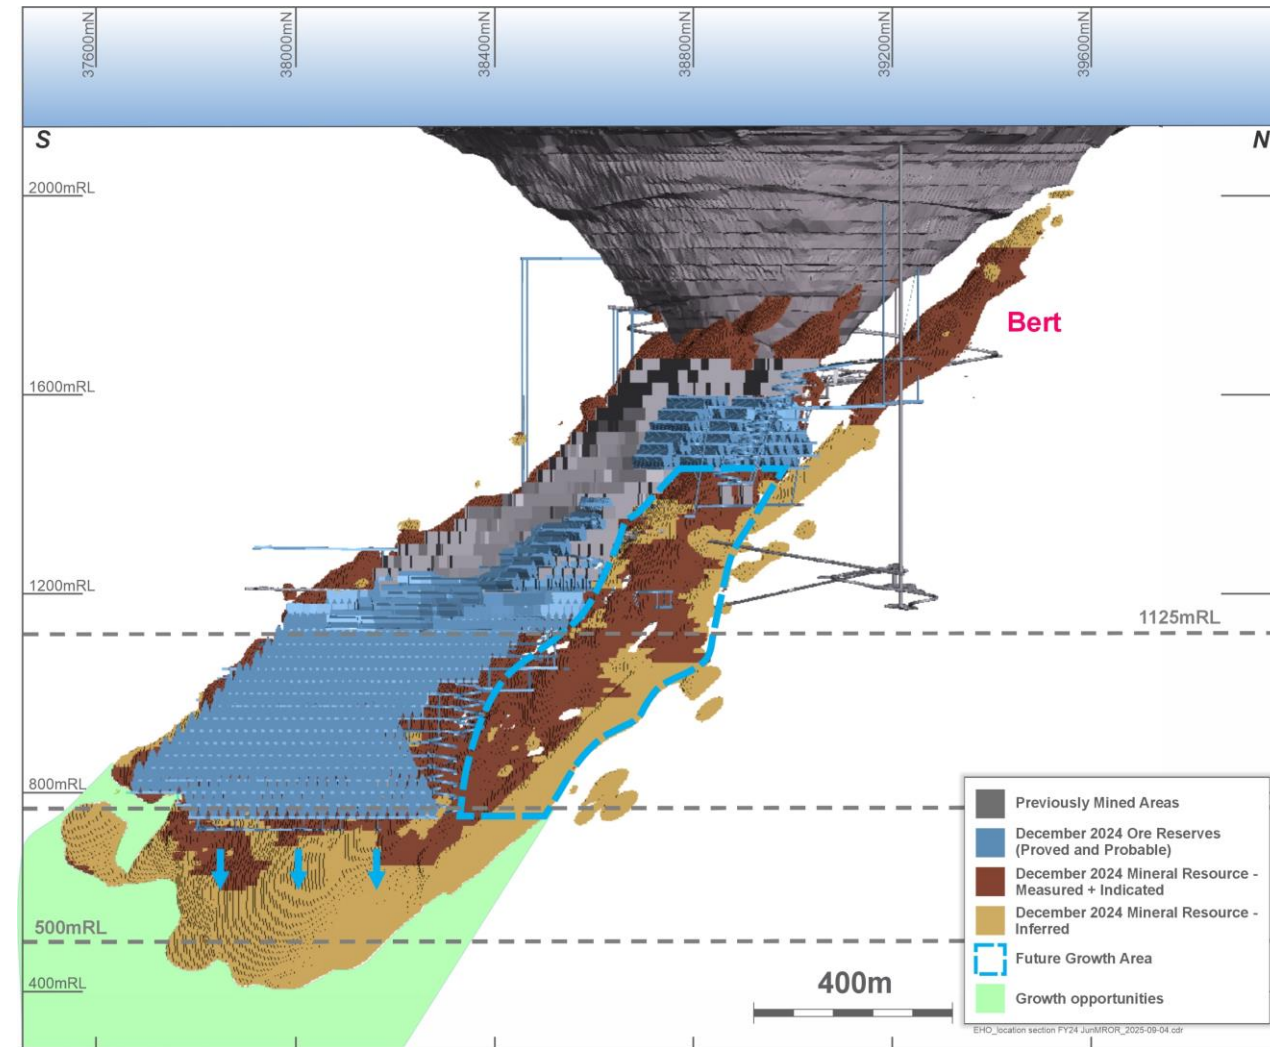 37600mN
38000mN
38400mN
38800mN
39200mN
39600mN
S
N
2000mRL
Bert
1600mRL
1200mRL
1125mRL
800mRL
500mRL
400mRL
400m
Previously Mined Areas
December 2024 Ore Reserves
(Proved and Probable)
December 2024 Mineral Resource -
Measured + Indicated
December 2024 Mineral Resource -
Inferred
Future Growth Area
Growth opportunities
EHO_location section FY24 JunMROR_2025-09-04.cdr